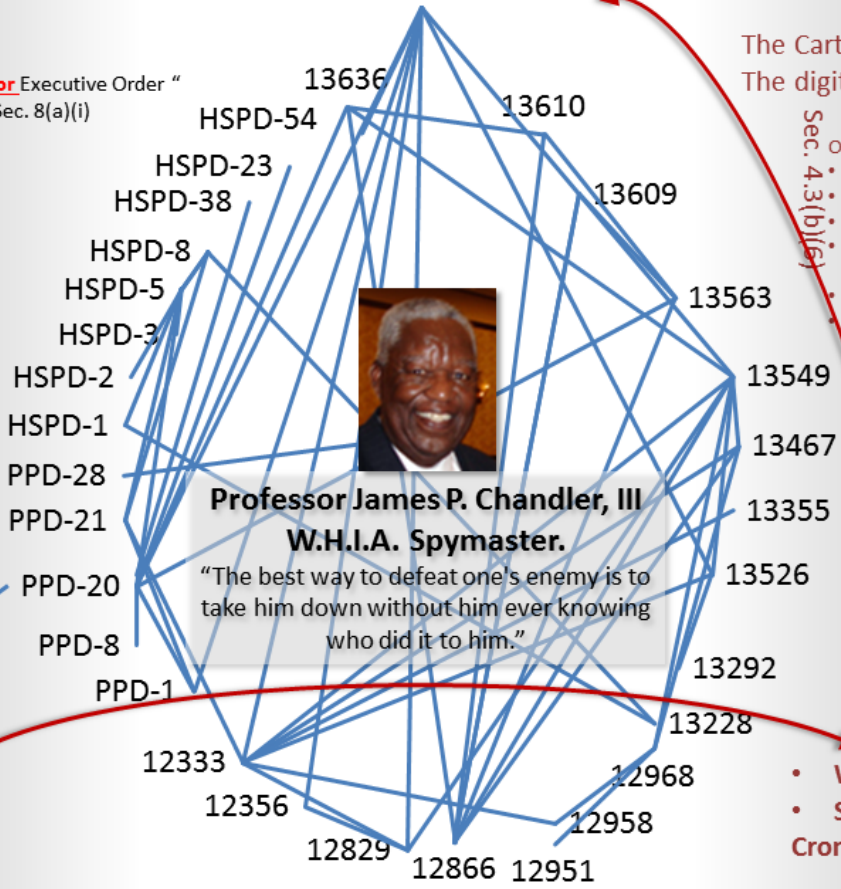 The Cart
The digit
or Executive Order “
Sec. 8(a)(i)
Sec. 4.3(b)(6)
13636
HSPD-54
HSPD-23
HSPD-38
HSPD-8
HSPD-5
HSPD-3
HSPD-2
HSPD-1
PPD-28
PPD-21
PPD-20
PPD-8
PPD-1
12333
12356
12829
12866
12951
12958
12968
13228
13292
13526
13355
13467
13549
13563
13609
13610
Professor James P. Chandler, III
W.H.I.A. Spymaster.
“The best way to defeat one's enemy is to
take him down without him ever knowing
who did it to him.”
Cron